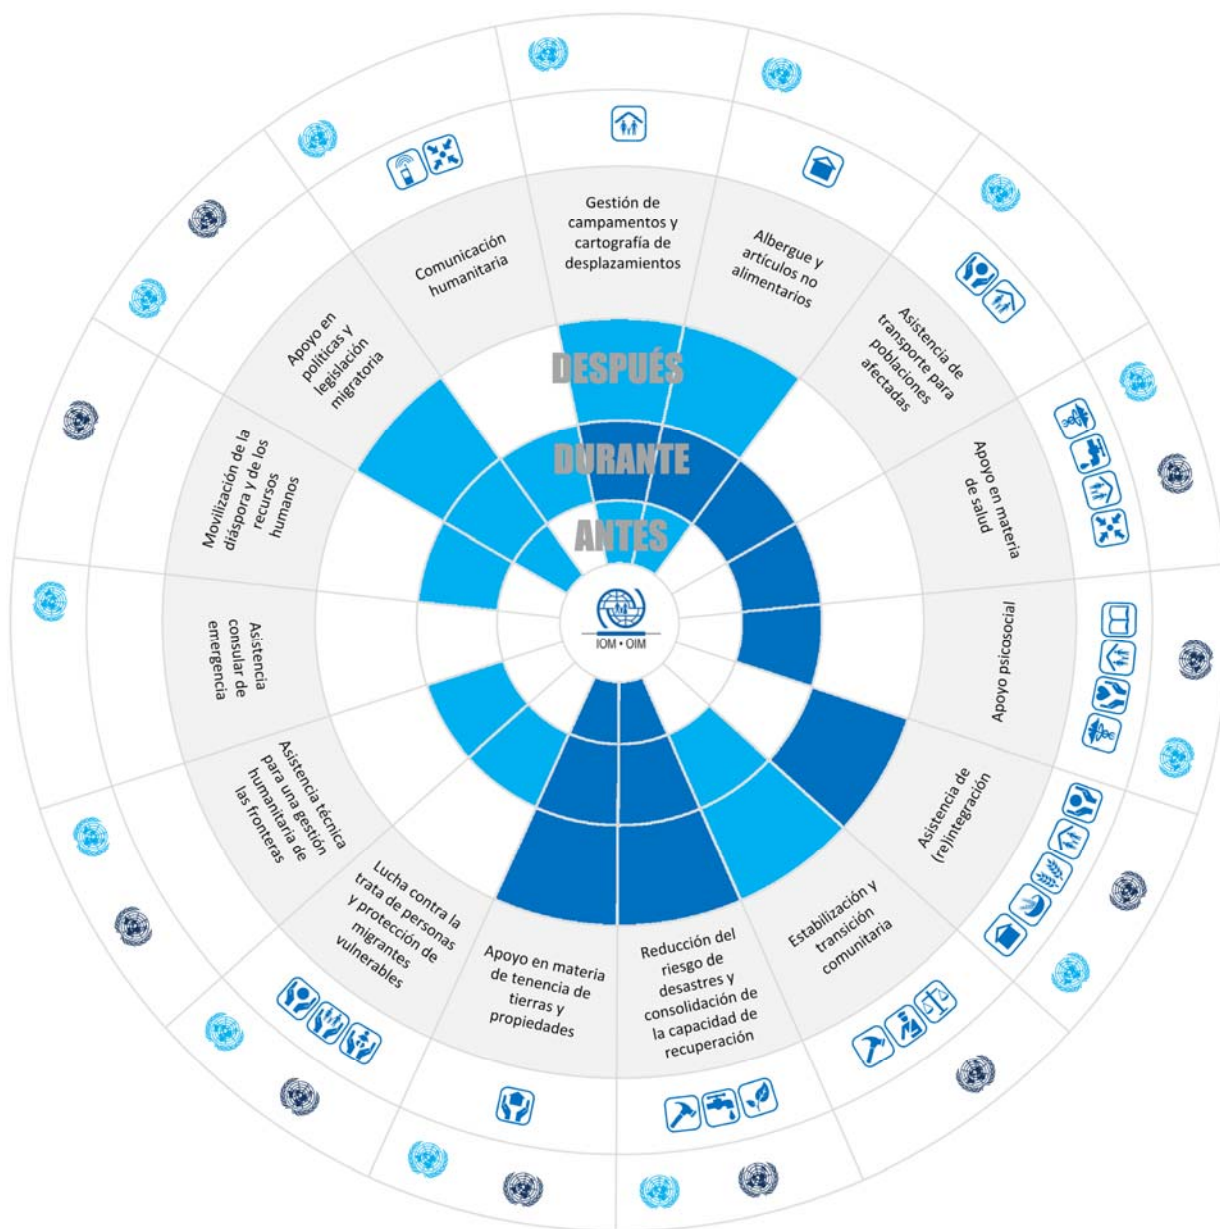 Gestión de
campamentos y
cartografía de
desplazamientos
Albergue y
artículos no
alimentarios
Asistencia de
transporte para
poblaciones
afectadas
Apoyo en materia
de salud
Apoyo psicosocial
Asistencia de
(re)integración
Estabilización y
transición
comunitaria
Reducción del
riesgo de
desastres y
consolidación de
la capacidad de
recuperación
Apoyo en materia
de tenencia de
tierras y
propiedades
Lucha contra la
trata de personas
y protección de
migrantes
vulnerables
Asistencia técnica
para una gestión
humanitaria de
las fronteras
Asistencia
consular de
emergencia
Movilización de la
diáspora y de los
recursos
humanos
Apoyo en
políticas y
legislación
migratoria
Comunicación
humanitaria
DESPUÉS
DURANTE
ANTES
IOM • OIM